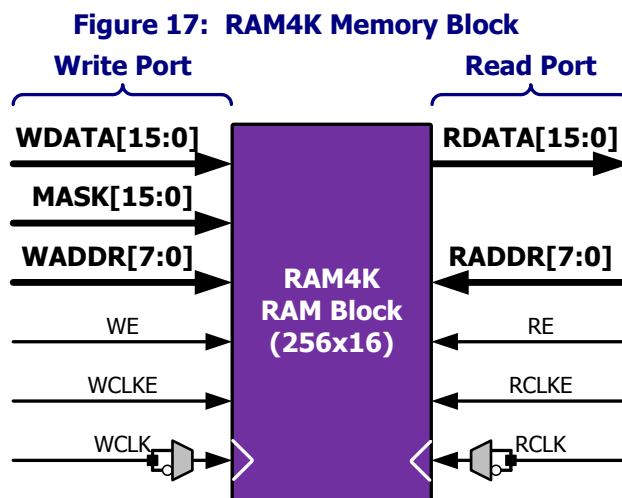 Figure 17:  RAM4K Memory Block
Write Port
Read Port
WDATA[15:0]
RDATA[15:0]
MASK[15:0]
WADDR[7:0]
RADDR[7:0]
RAM4K
RAM Block
(256x16)
WE
RE
WCLKE
RCLKE
WCLK
RCLK